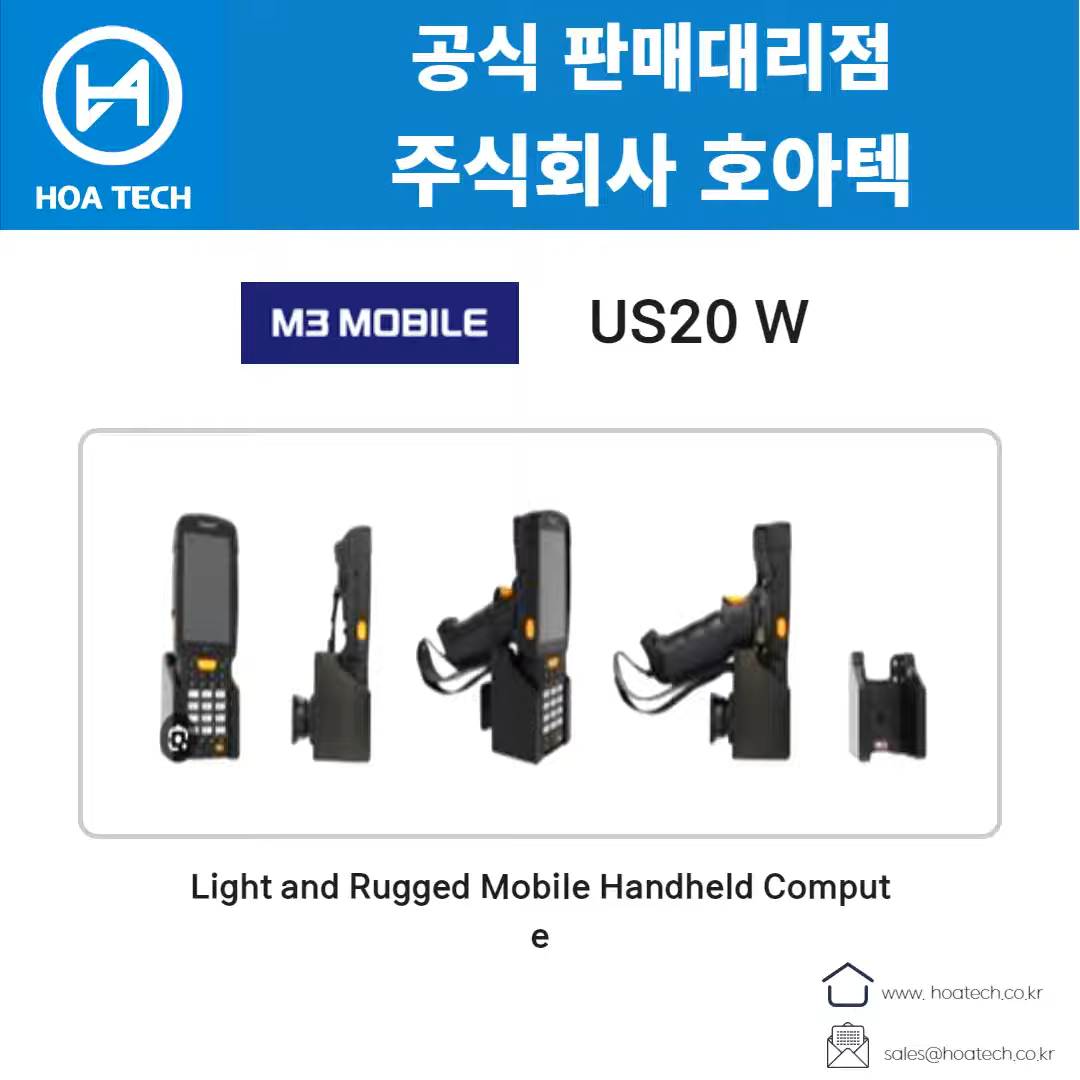 공식 판매대리점
주식회사 호아텍
HOA TECH
M3 MOBILE
US20 W
Light and Rugged Mobile Handheld Comput
e
www. hoatech.co.kr
sales@hoatech.co.kr